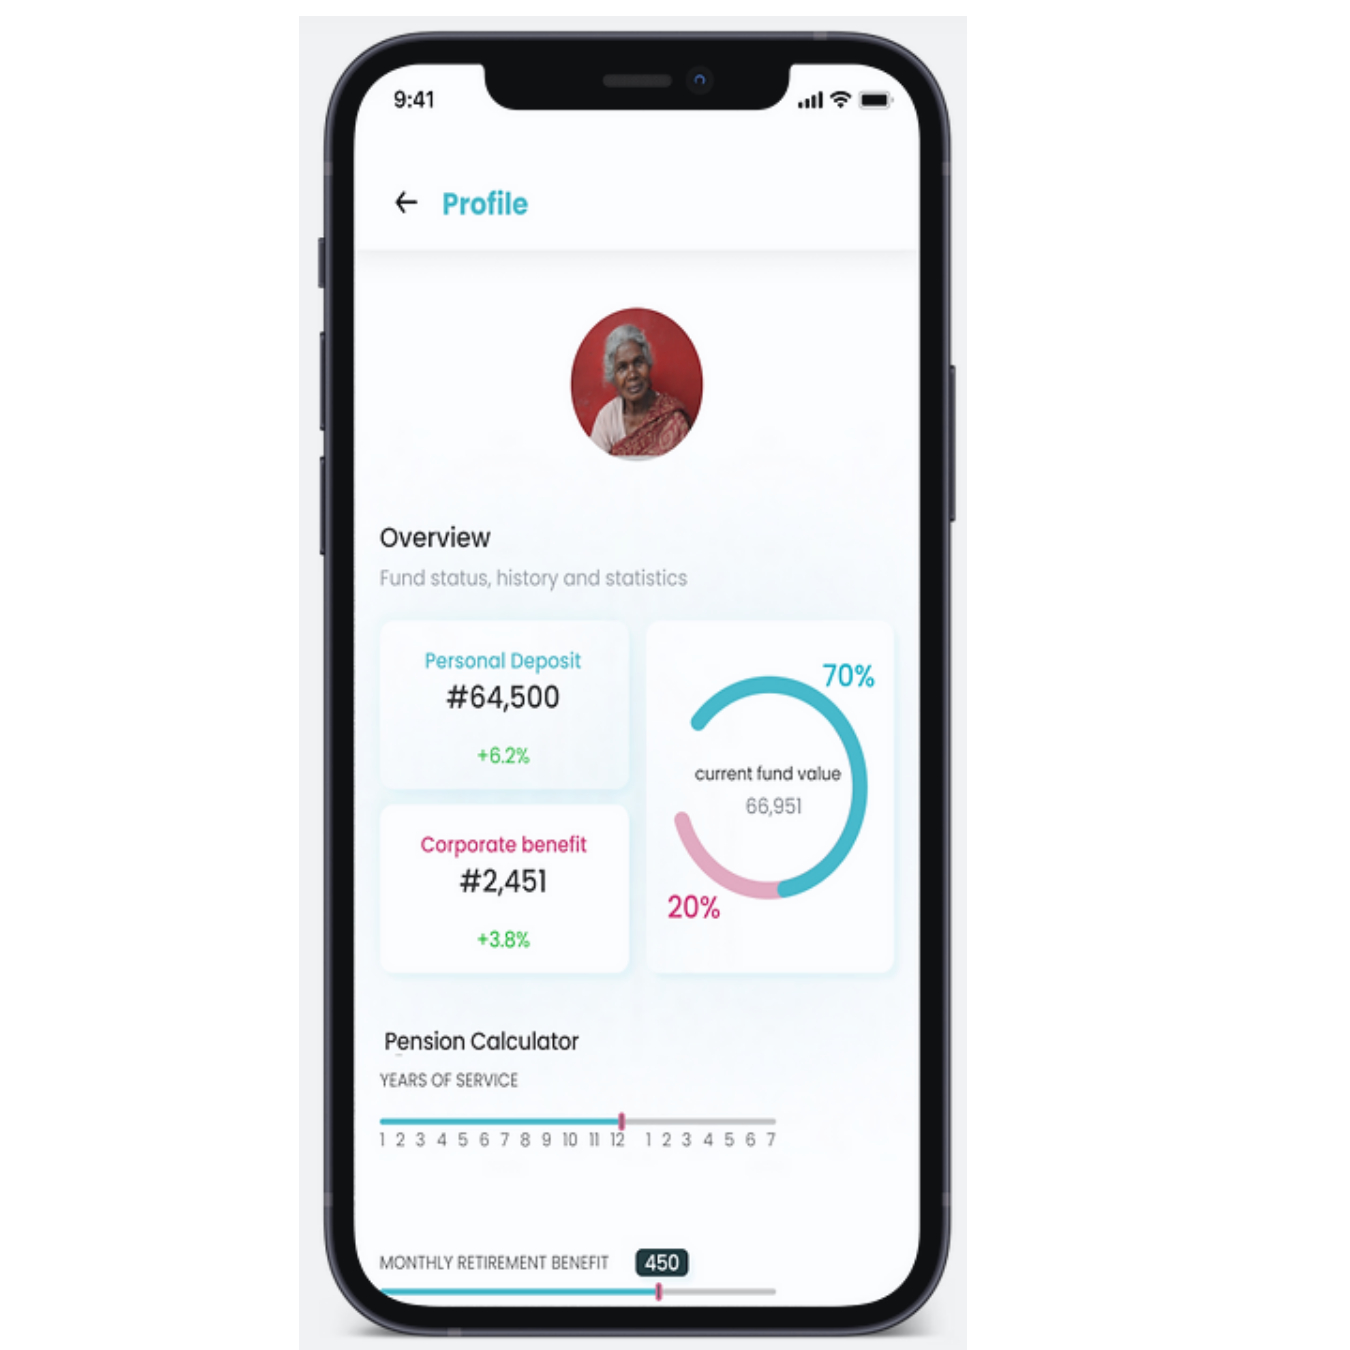 9:41
Profile
Overview
Fund status, history and statistics
Personal Deposit
#64,500
+6.2%
Corporate benefit
#2,451
+3.8%
70%
current fund value
66,951
20%
Pension Calculator
YEARS OF SERVICE
1 2 3 4 5 6 7 8 9 10 11 12 1 2 3 4 5 6 7
MONTHLY RETIREMENT BENEFIT 450